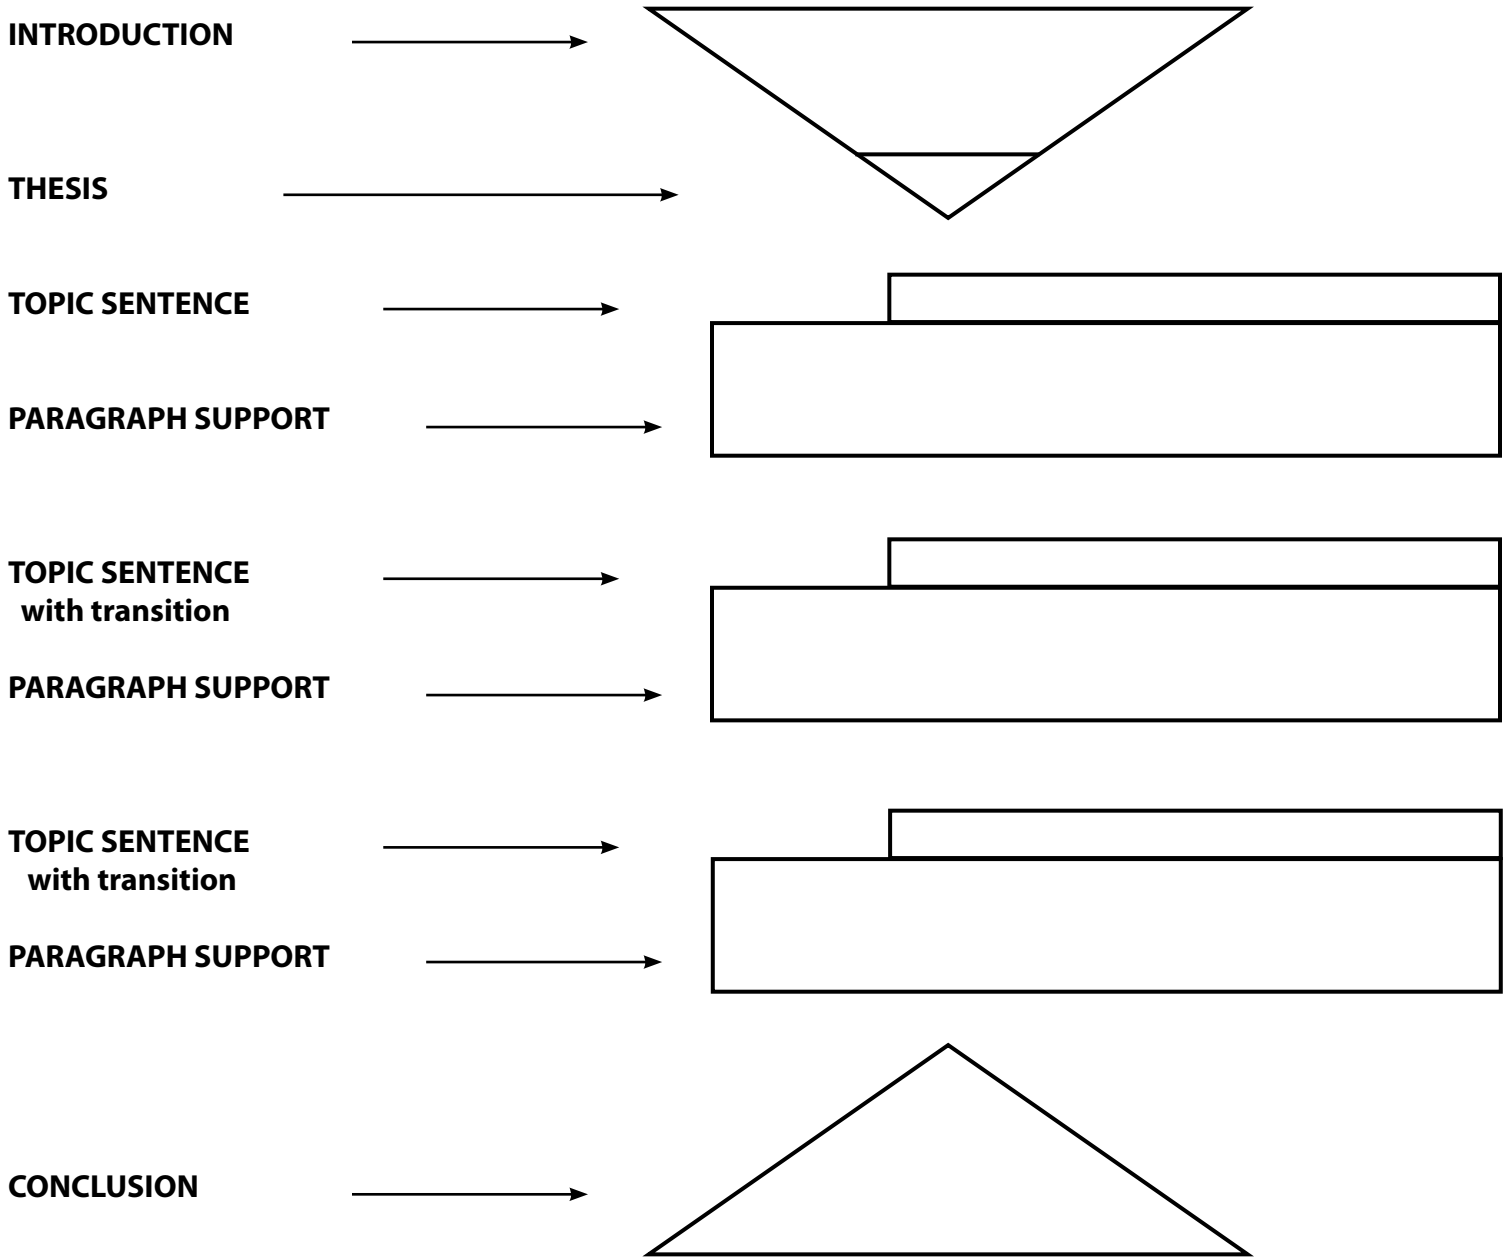 INTRODUCTION
THESIS
TOPIC SENTENCE
PARAGRAPH SUPPORT
TOPIC SENTENCE
with transition
PARAGRAPH SUPPORT
TOPIC SENTENCE
with transition
PARAGRAPH SUPPORT
CONCLUSION